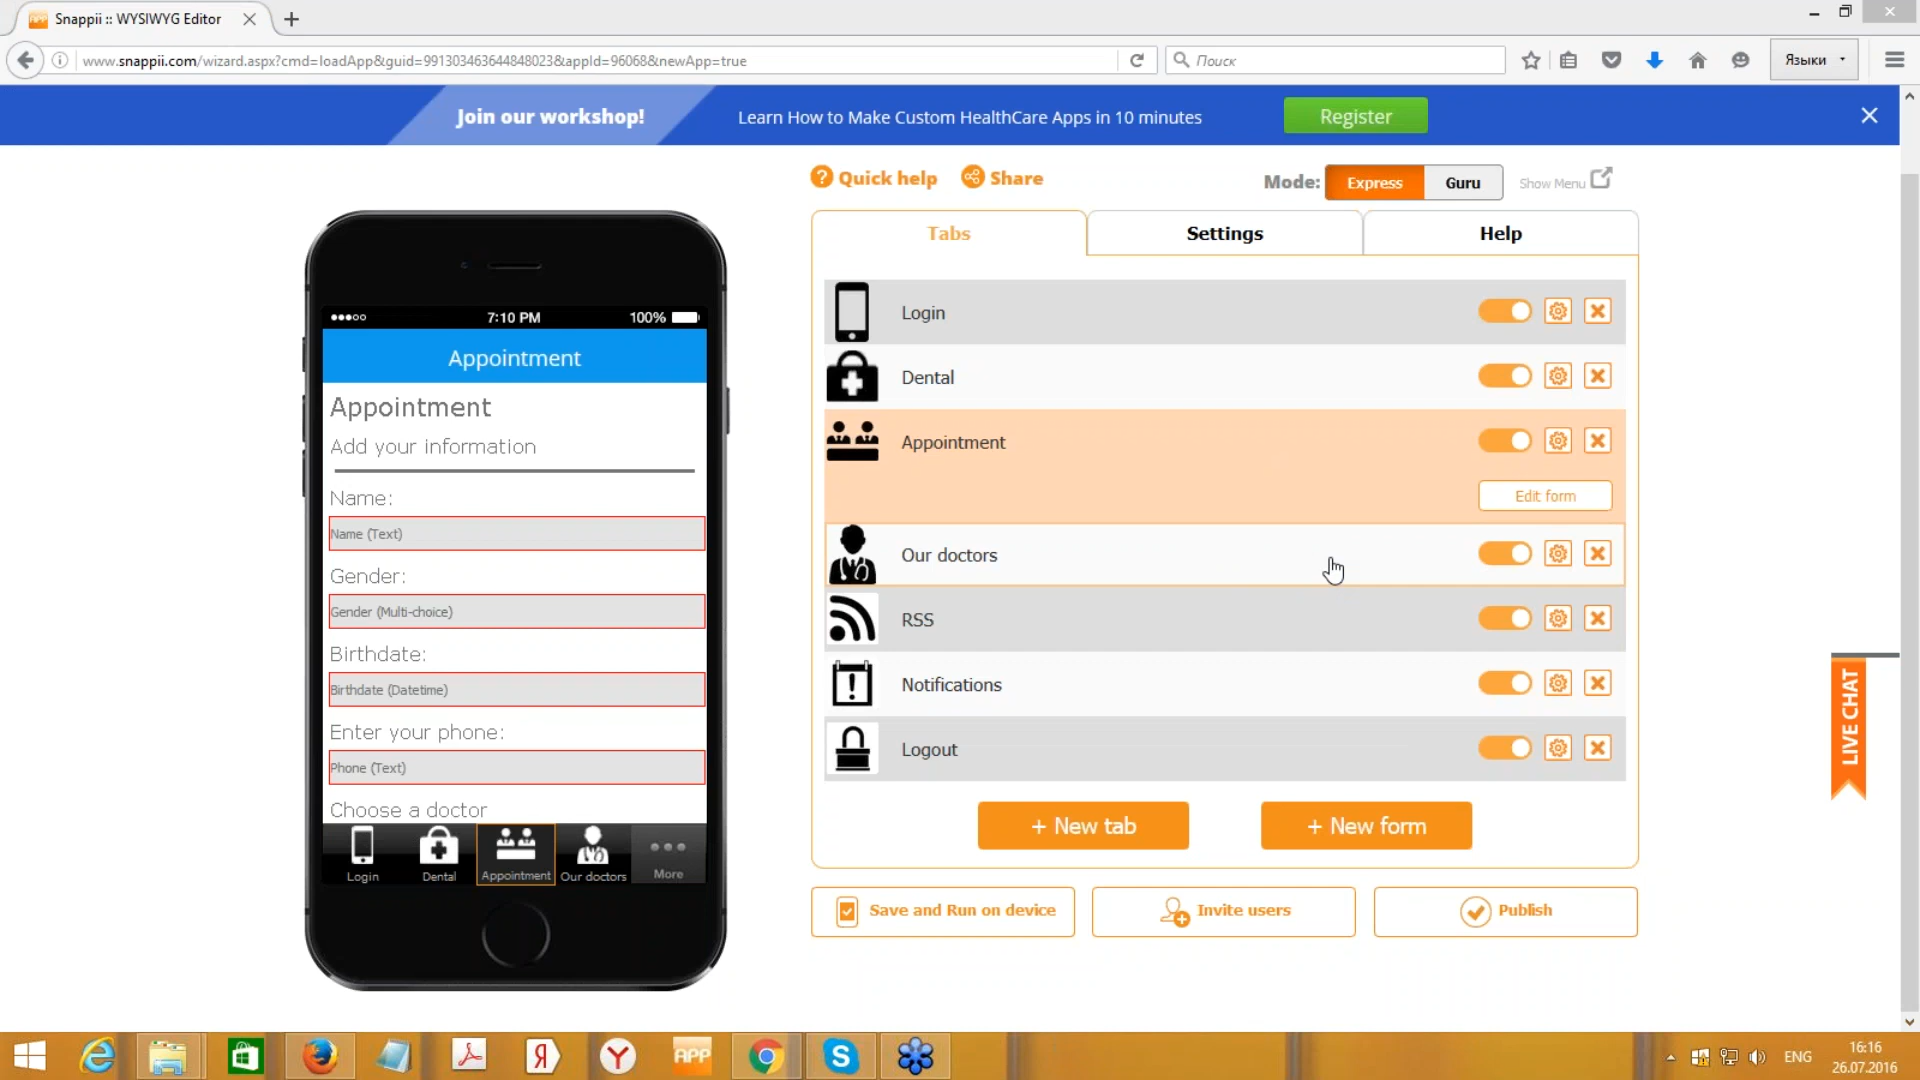 Snappii :: WYSIWYG Editor
www.snappii.com/wizard.aspx?cmd=loadApp&guid=991303463644848023&appId=96068&newApp=true
Поиск
Языки
Join our workshop!
Learn How to Make Custom HealthCare Apps in 10 minutes
Register
Quick help
Share
Mode:
Express
Guru
Show Menu
Tabs
Settings
Help
7:10 PM
100%
Appointment
Appointment
Add your information
Name:
Name (Text)
Gender:
Gender (Multi-choice)
Birthdate:
Birthdate (Datetime)
Enter your phone:
Phone (Text)
Choose a doctor
Login
Dental
Appointment
Our doctors
More
Login
Dental
Appointment
Edit form
Our doctors
RSS
Notifications
Logout
+ New tab
+ New form
Save and Run on device
Invite users
Publish
LIVE CHAT
Я
Y
APP
S
ENG
16:16
26.07.2016